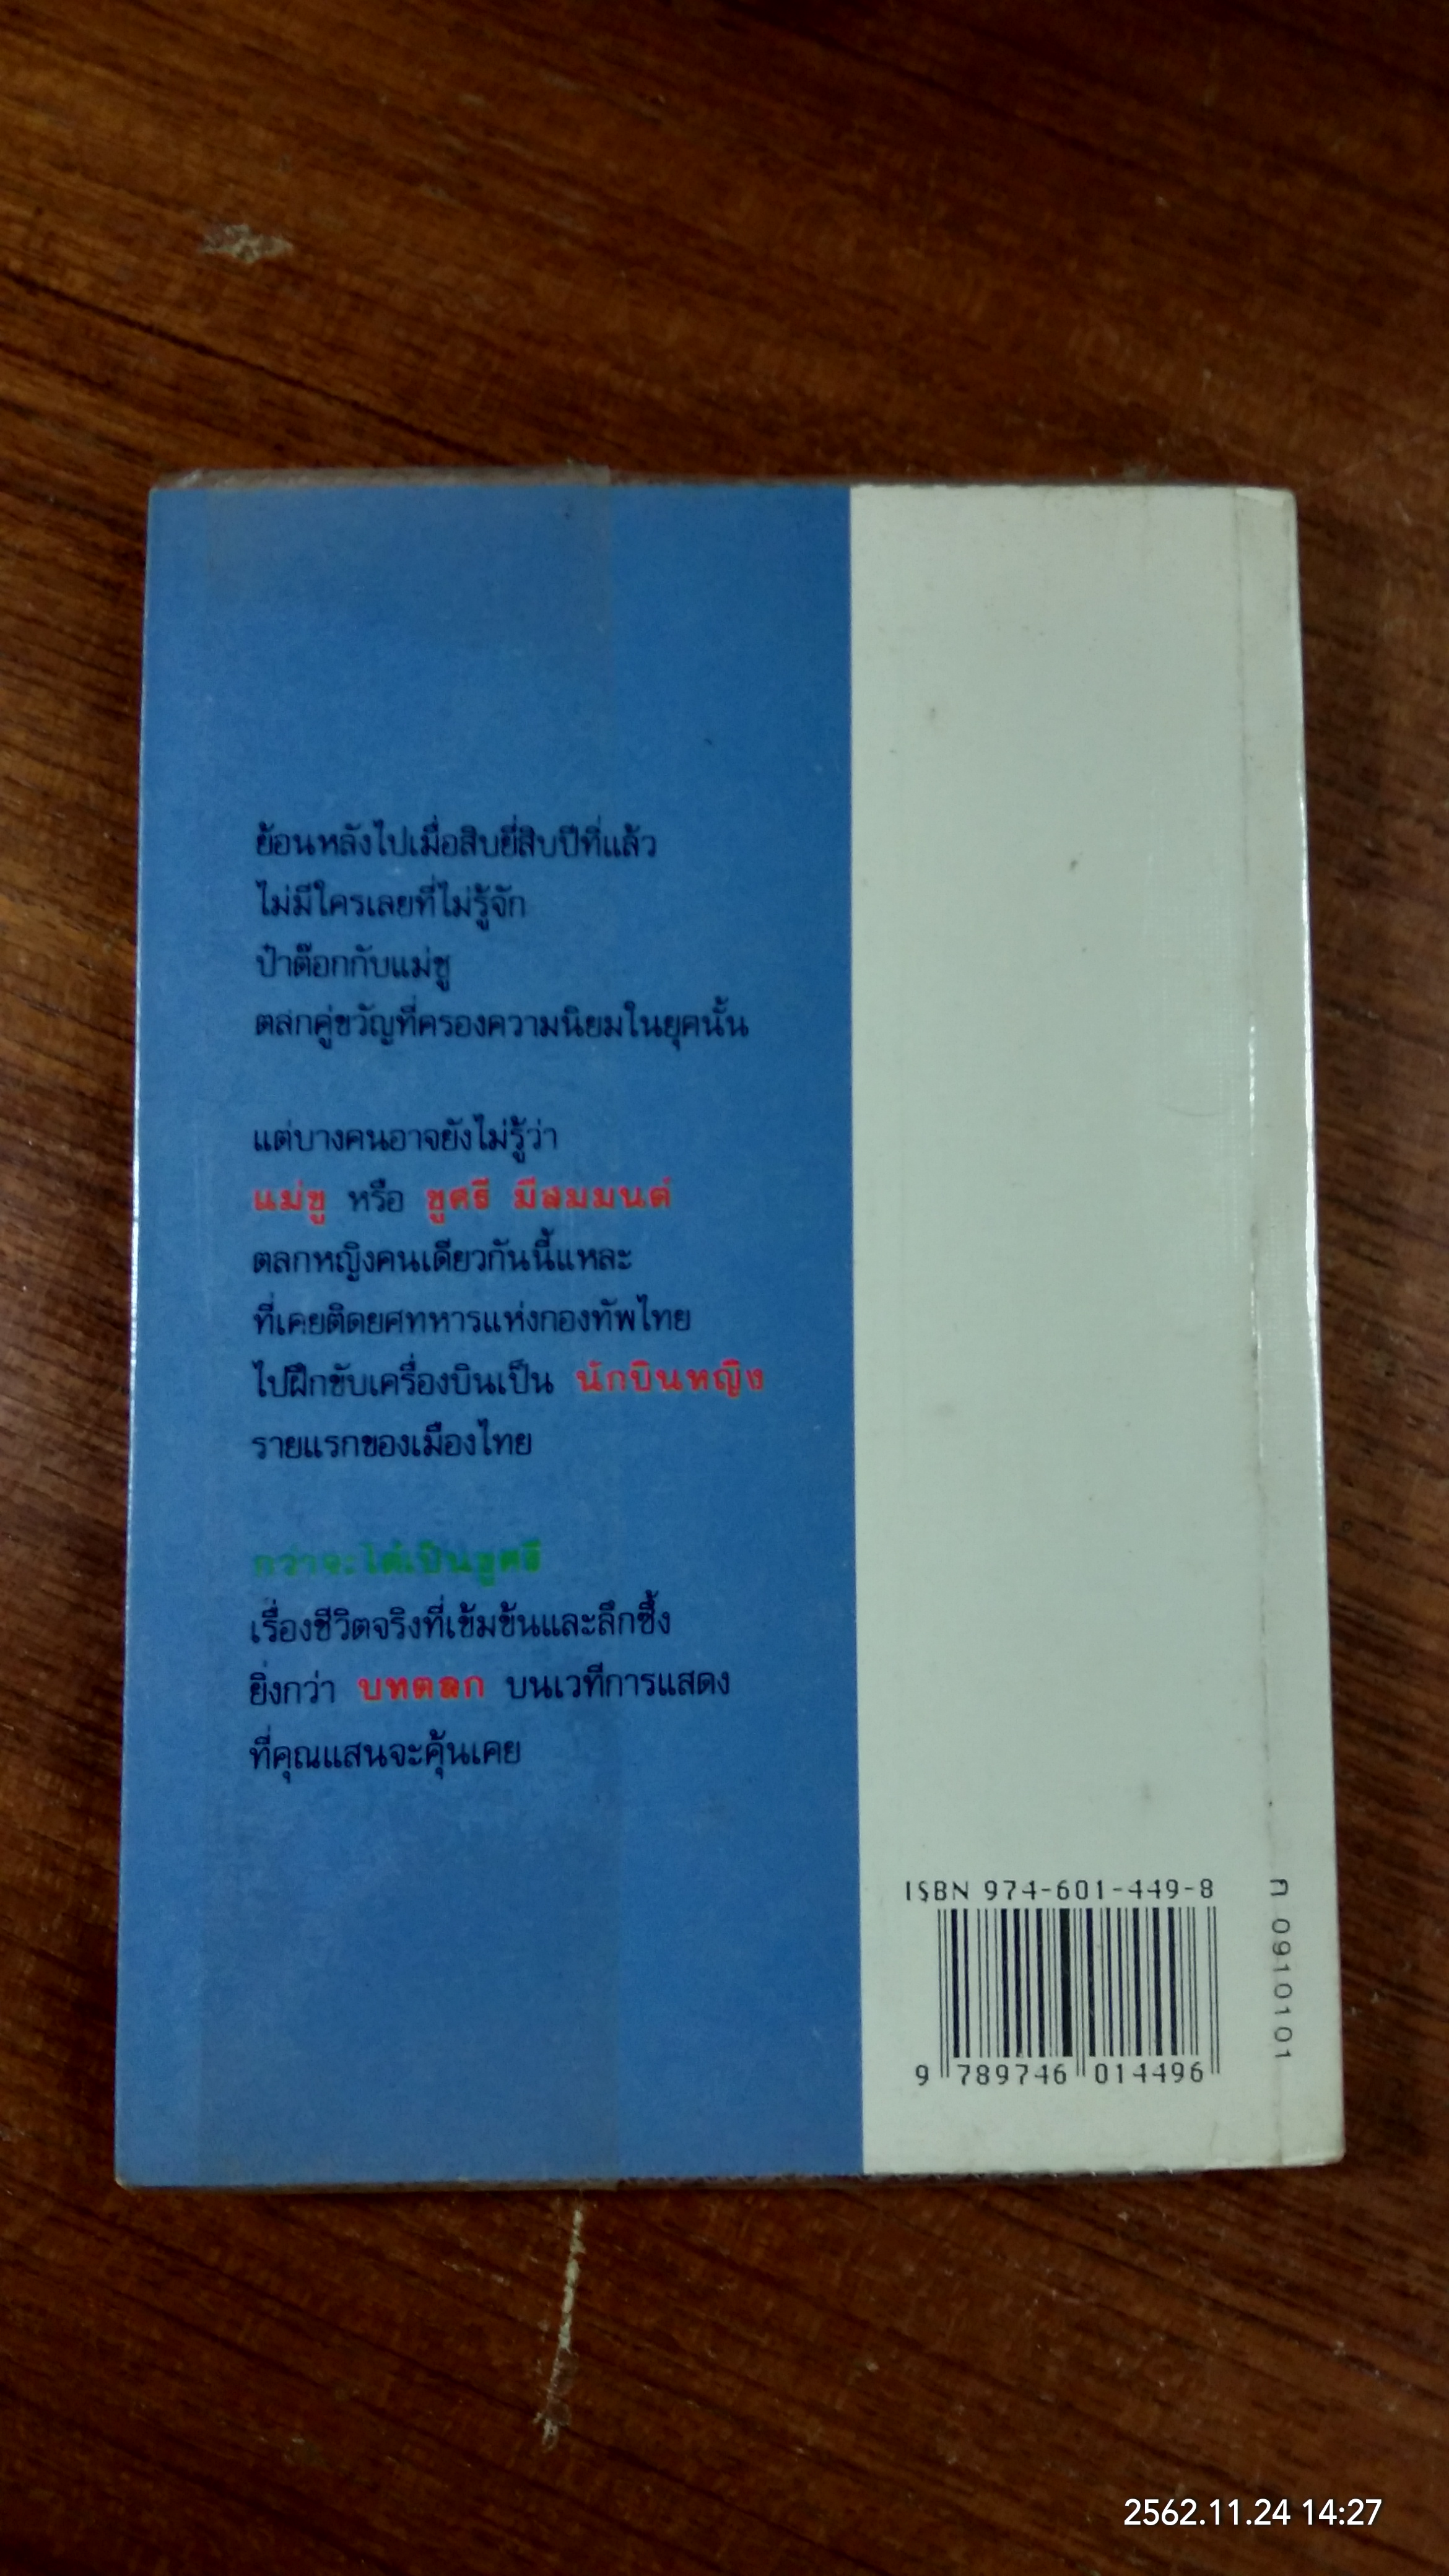 ย้อนหลังไปเมื่อสิบยี่สิบปีที่แล้ว
ไม่มีใครเลยที่ไม่รู้จัก
ป๋าต๊อกกับแม่ชู
ตลกคู่ขวัญที่ครองความนิยมในยุคนั้น
แต่บางคนอาจยังไม่รู้ว่า
แม่ชู หรือ ชูศรี มีสมมนต์
ตลกหญิงคนเดียวกันนี้แหละ
ที่เคยติดยศทหารแห่งกองทัพไทย
ไปฝึกขับเครื่องบินเป็น นักบินหญิง
รายแรกของเมืองไทย
กว่าจะได้เป็นชูศรี
เรื่องชีวิตจริงที่เข้มข้นและลึกซึ้ง
ยิ่งกว่า บทตลก บนเวทีการแสดง
ที่คุณแสนจะคุ้นเคย
ISBN 974-601-449-8
9 789746 014496
ค 0910101
2562.11.24 14:27